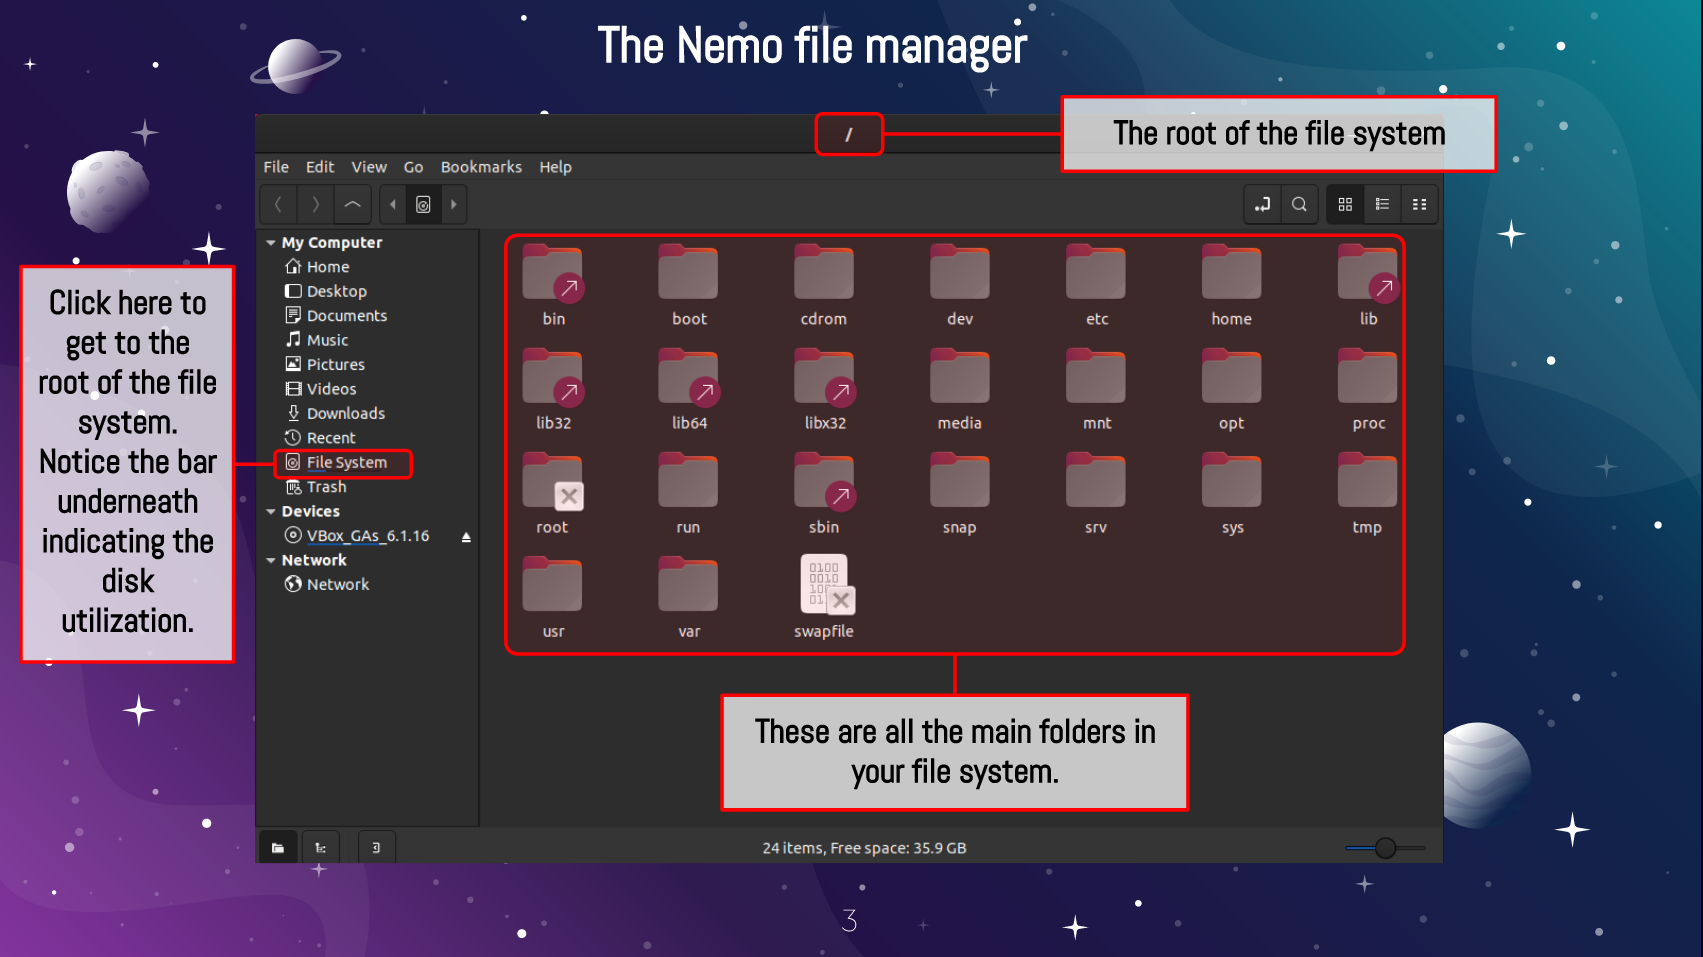 The Nemo file manager
/
The root of the file system
File Edit View Go Bookmarks Help
My Computer
Home
Desktop
Documents
Music
Pictures
Videos
Downloads
Recent
File System
Trash
Devices
VBox_GAs_6.1.16
Network
Network
Click here to
get to the
root of the file
system.
Notice the bar
underneath
indicating the
disk
utilization.
bin boot cdrom dev etc home lib
lib32 lib64 libx32 media mnt opt proc
root run sbin snap srv sys tmp
usr var swapfile
These are all the main folders in
your file system.
24 items, Free space: 35.9 GB
3